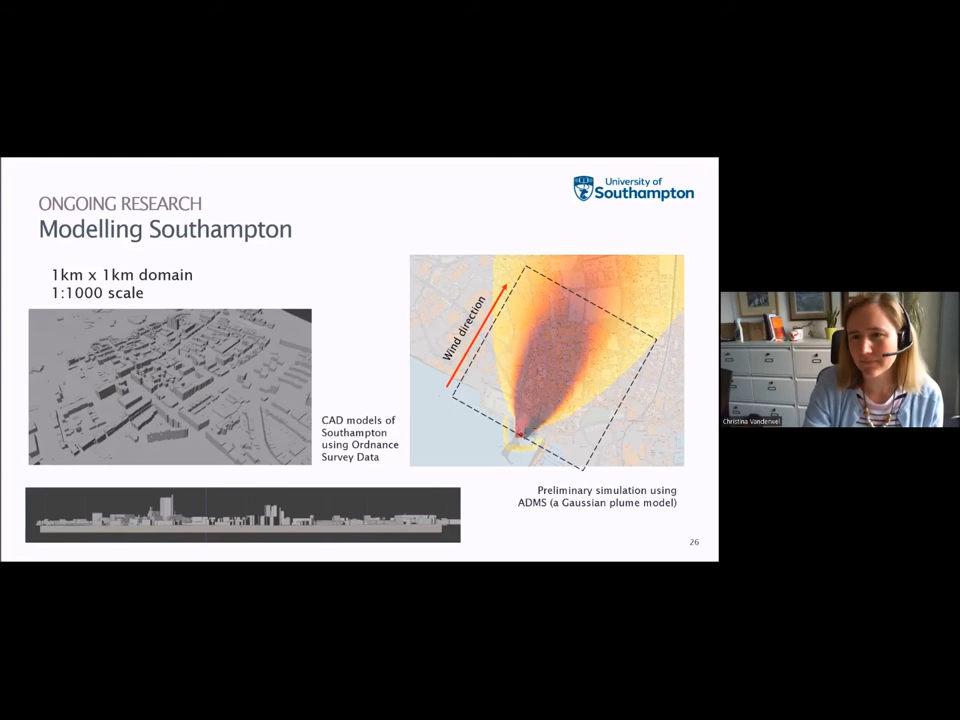 University of
Southampton
ONGOING RESEARCH
Modelling Southampton
1km x 1km domain
1:1000 scale
Wind direction
CAD models of
Southampton
using Ordnance
Survey Data
Preliminary simulation using
ADMS (a Gaussian plume model)
26
Christina Vanderwel